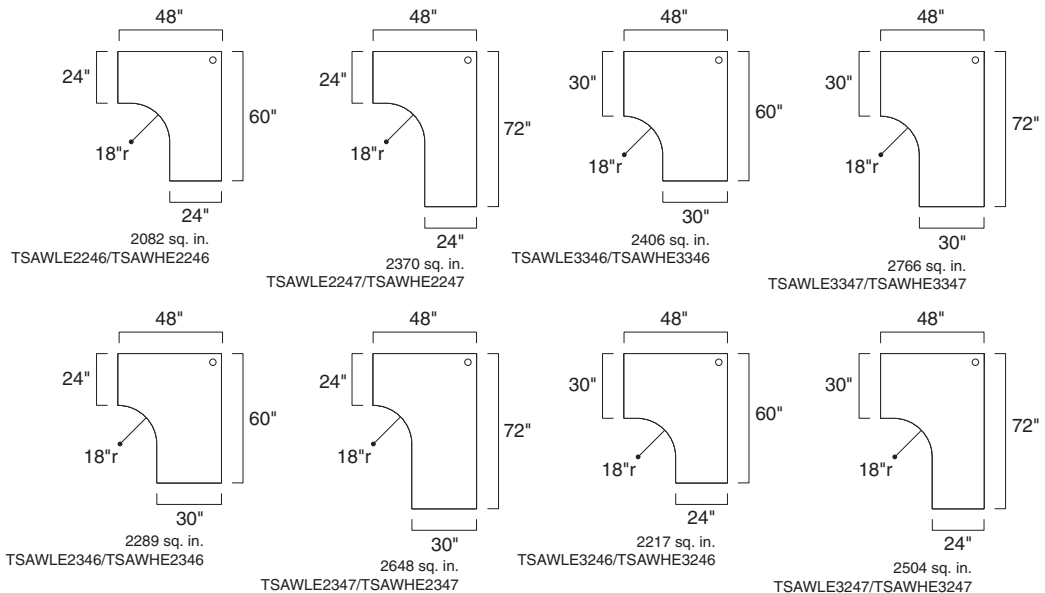 48"
24"
60"
18"r
24"
2082 sq. in.
TSAWLE2246/TSAWHE2246
48"
24"
72"
18"r
24"
2370 sq. in.
TSAWLE2247/TSAWHE2247
48"
30"
60"
18"r
30"
2406 sq. in.
TSAWLE3346/TSAWHE3346
48"
30"
72"
18"r
30"
2766 sq. in.
TSAWLE3347/TSAWHE3347
48"
24"
60"
18"r
30"
2289 sq. in.
TSAWLE2346/TSAWHE2346
48"
24"
72"
18"r
30"
2648 sq. in.
TSAWLE2347/TSAWHE2347
48"
30"
60"
18"r
24"
2217 sq. in.
TSAWLE3246/TSAWHE3246
48"
30"
72"
18"r
24"
2504 sq. in.
TSAWLE3247/TSAWHE3247